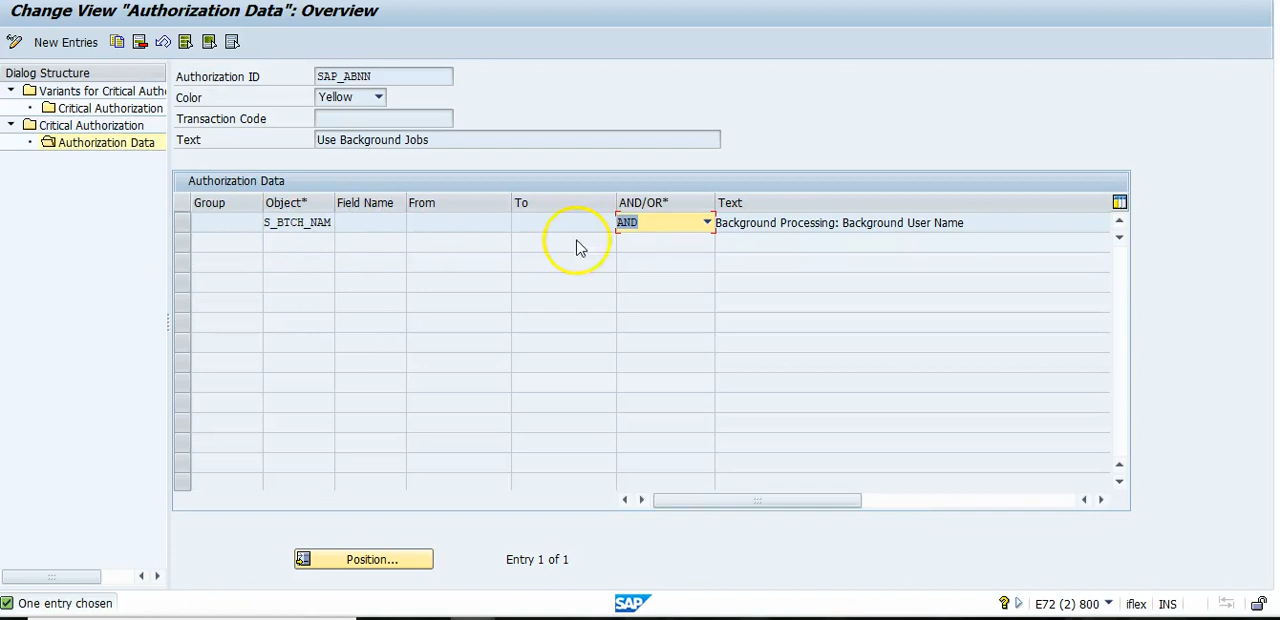 Change View "Authorization Data": Overview
New Entries
Dialog Structure
Variants for Critical Autho
Critical Authorization
Critical Authorization
Authorization Data
Authorization ID SAP_ABNN
Color Yellow
Transaction Code
Text Use Background Jobs
Authorization Data
Group Object* Field Name From To AND/OR* Text
S_BTCH_NAM AND Background Processing: Background User Name
Position... Entry 1 of 1
One entry chosen SAP E72 (2) 800 iflex INS